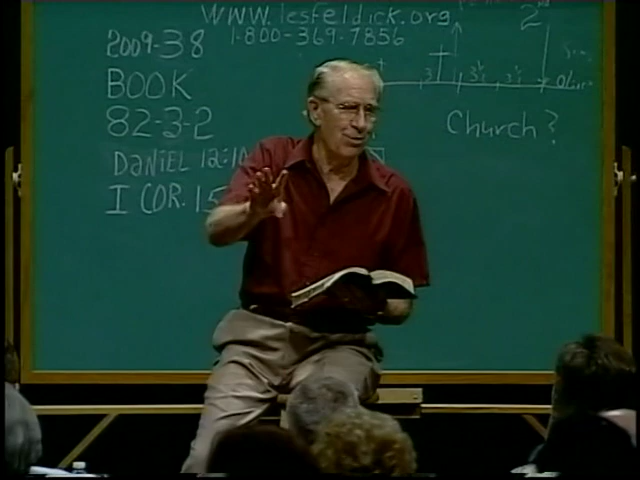 www.lesfeldick.org 2nd
2009-38 1-800-369-7856
BOOK
82-3-2 Church?
DANIEL 12:10
I COR. 15